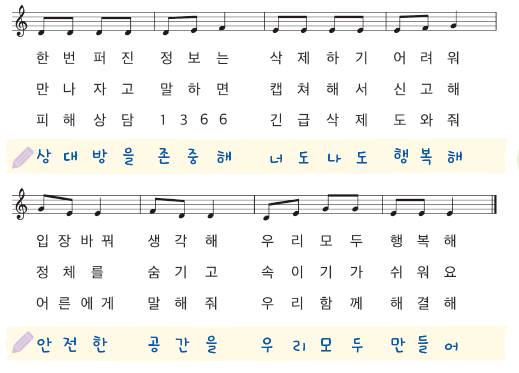 한 번 퍼 진 정 보 는 삭 제 하 기 어 려 워
만 나 자 고 말 하 면 캡 쳐 해 서 신 고 해
피 해 상 담 1 3 6 6 긴 급 삭 제 도 와 줘
상 대 방 을 존 중 해 너 도 나 도 행 복 해
입 장 바 꿔 생 각 해 우 리 모 두 행 복 해
정 체 를 숨 기 고 속 이 기 가 쉬 워 요
어 른 에 게 말 해 줘 우 리 함 께 해 결 해
안 전 한 공 간 을 우 리 모 두 만 들 어